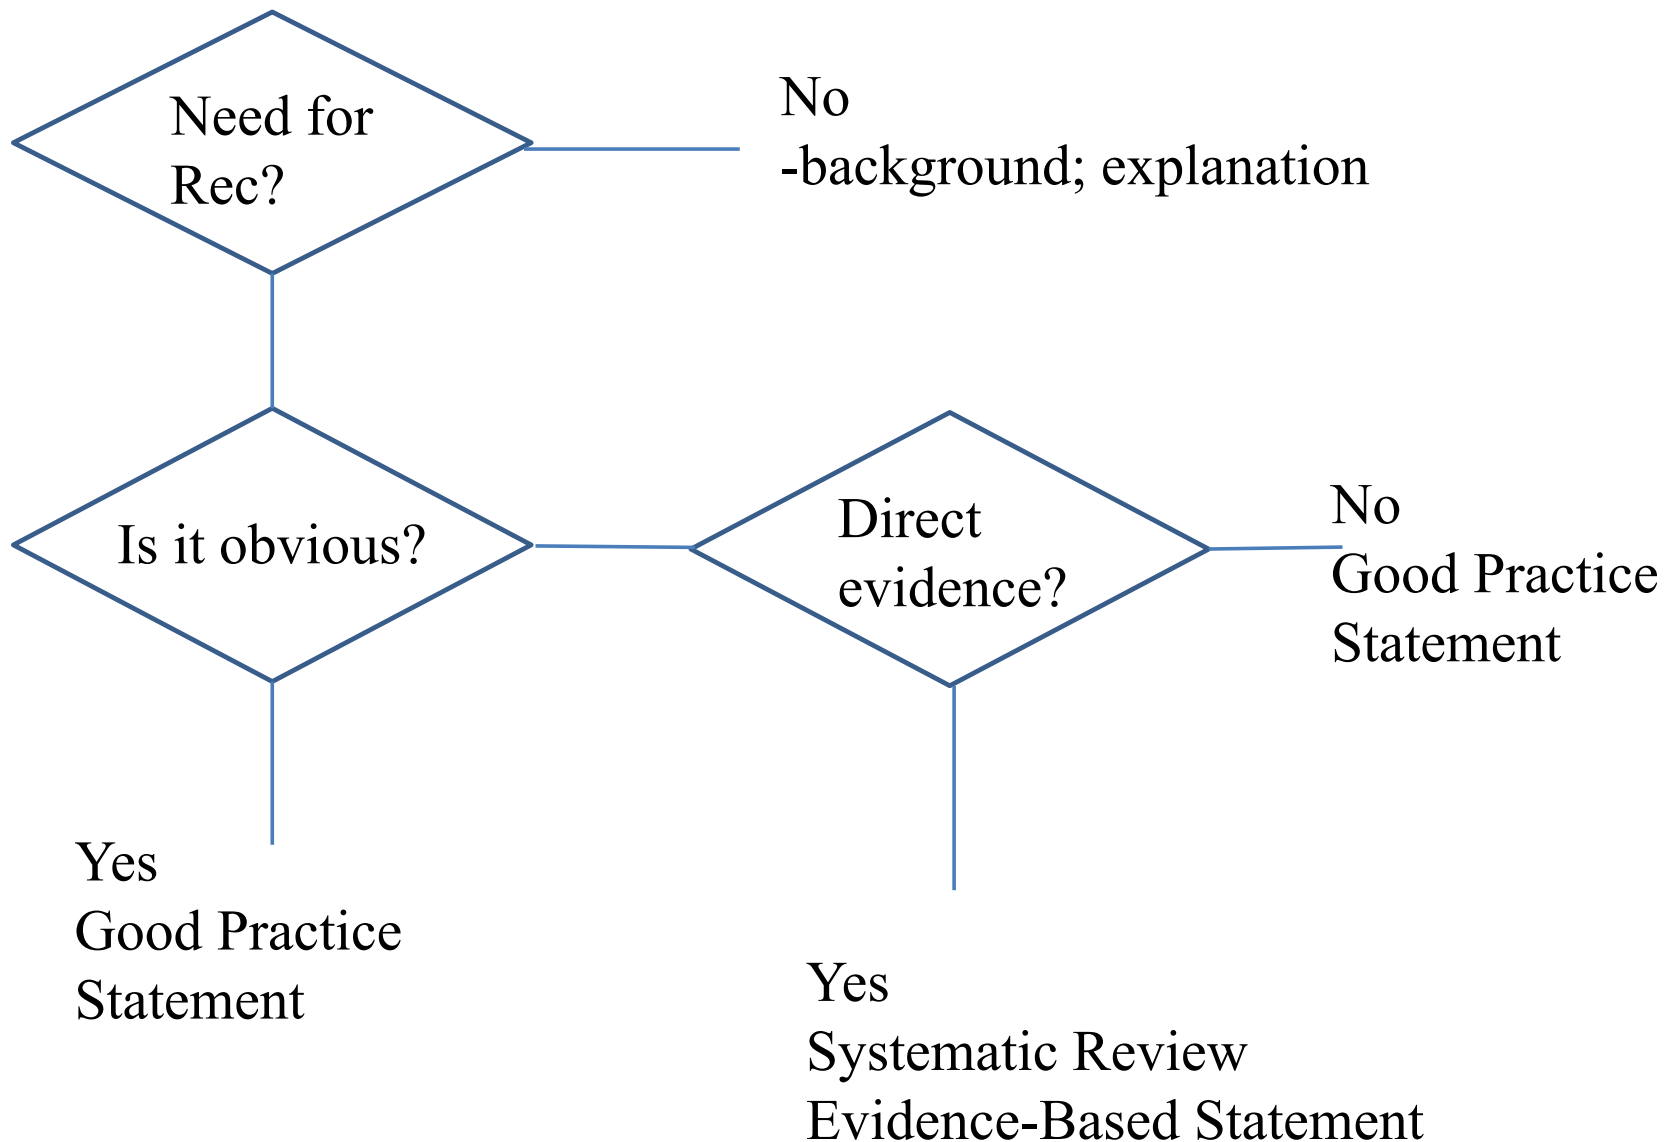 Need for
Rec?
No
-background; explanation
Is it obvious?
Direct
evidence?
No
Good Practice
Statement
Yes
Good Practice
Statement
Yes
Systematic Review
Evidence-Based Statement